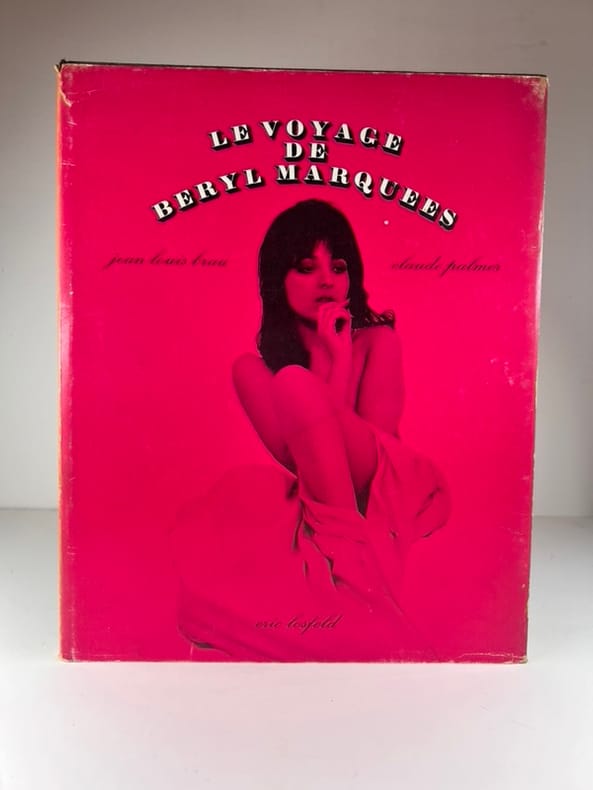 LE VOYAGE
DE
BERYL MARQUEES
jean louis brau
claude palmer
eric losfeld